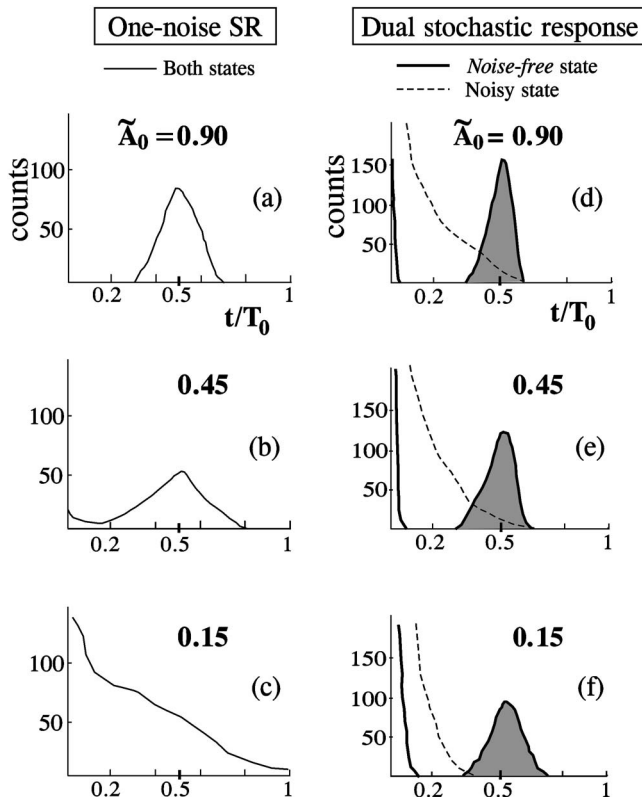 One-noise SR
Both states
Ã₀ = 0.90
counts
100
50
(a)
0.2 0.5 1
t/T₀
0.45
100
50
(b)
0.2 0.5 1
0.15
100
50
(c)
0.2 0.5 1
Dual stochastic response
Noise-free state
Noisy state
Ã₀ = 0.90
counts
150
100
50
(d)
0.2 0.5 1
t/T₀
0.45
150
100
50
(e)
0.2 0.5 1
0.15
150
100
50
(f)
0.2 0.5 1